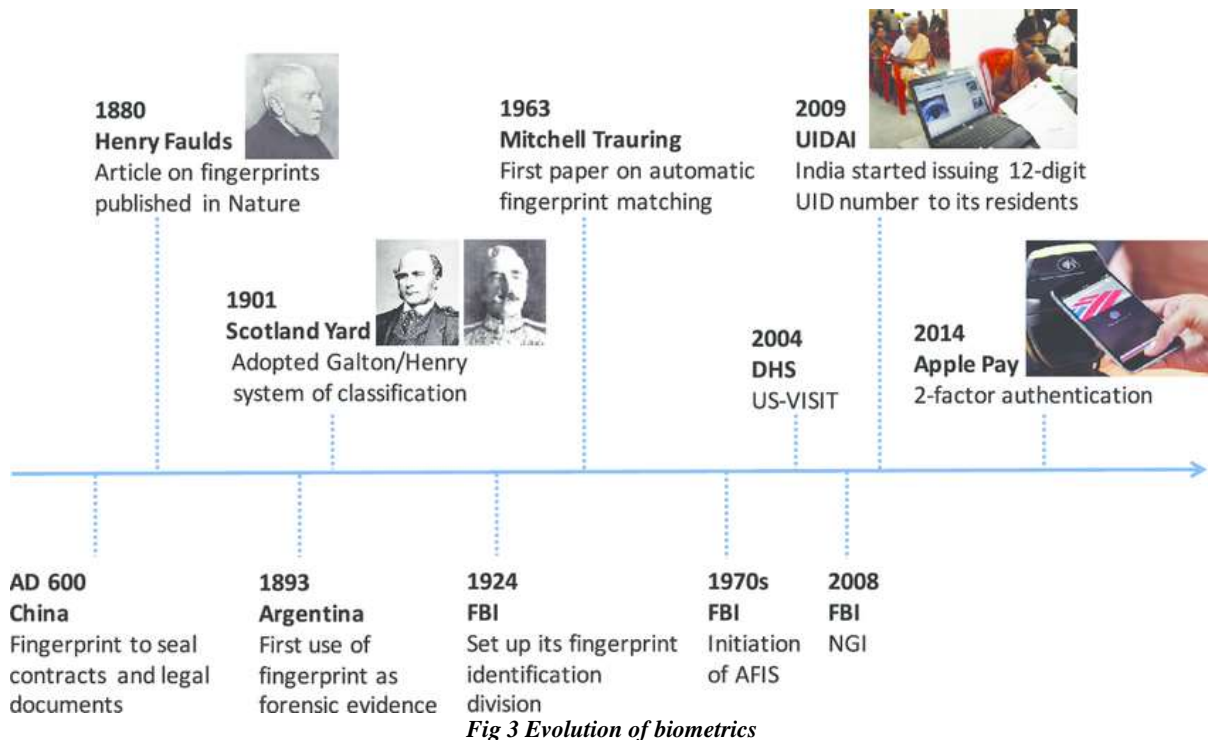 1880
Henry Faulds
Article on fingerprints
published in Nature
1963
Mitchell Trauring
First paper on automatic
fingerprint matching
2009
UIDAI
India started issuing 12-digit
UID number to its residents
1901
Scotland Yard
Adopted Galton/Henry
system of classification
2004
DHS
US-VISIT
2014
Apple Pay
2-factor authentication
AD 600
China
Fingerprint to seal
contracts and legal
documents
1893
Argentina
First use of
fingerprint as
forensic evidence
1924
FBI
Set up its fingerprint
identification
division
1970s
FBI
Initiation
of AFIS
2008
FBI
NGI
Fig 3 Evolution of biometrics